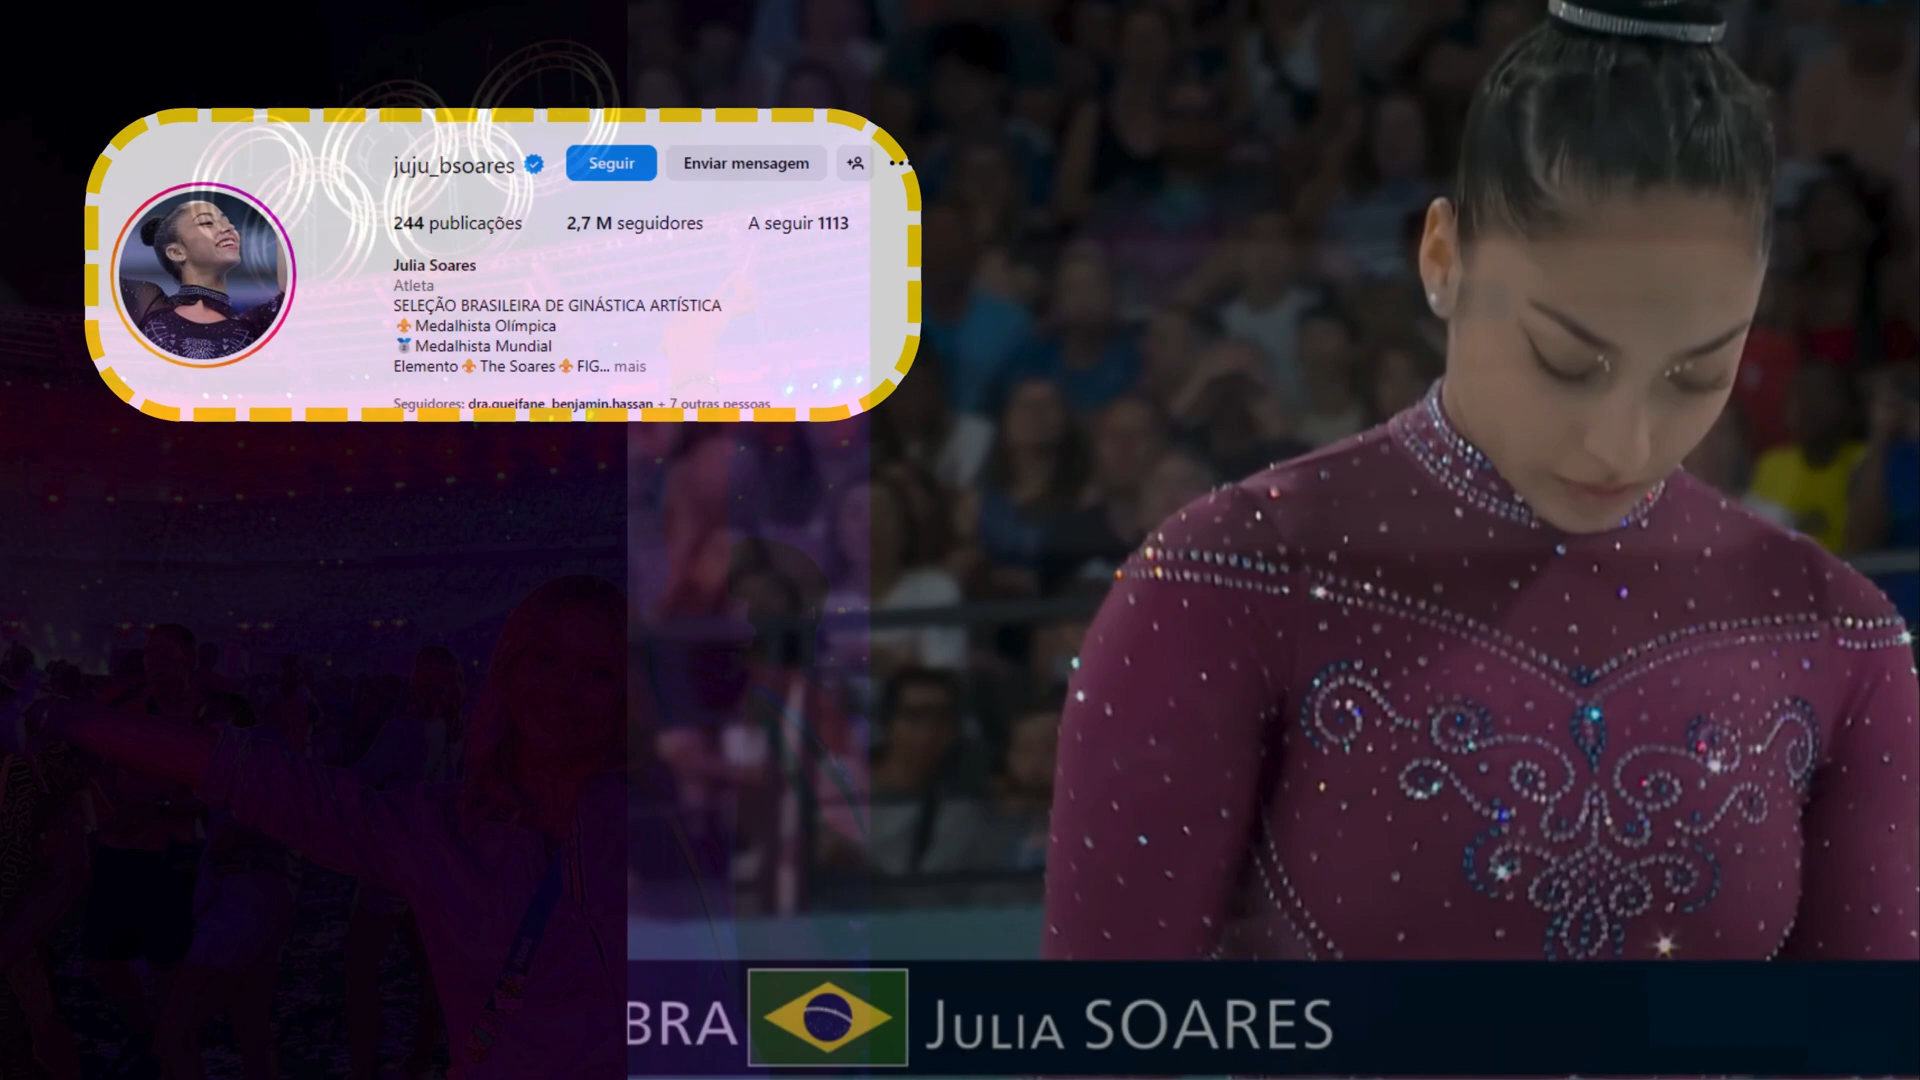 juju_bsoares Seguir Enviar mensagem
244 publicações 2,7 M seguidores A seguir 1113
Julia Soares
Atleta
SELEÇÃO BRASILEIRA DE GINÁSTICA ARTÍSTICA
Medalhista Olímpica
Medalhista Mundial
Elemento The Soares FIG... mais
Seguidores: dra.queifane, benjamin.hassan + 7 outras pessoas
BRA JULIA SOARES